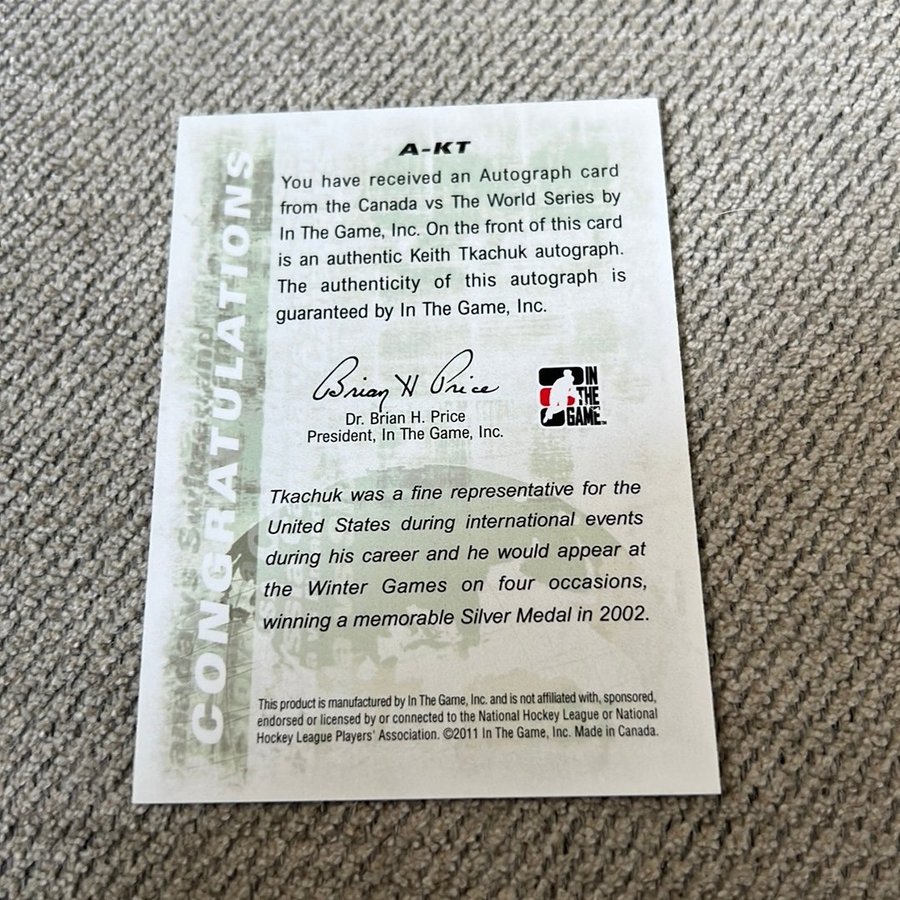 A-KT
You have received an Autograph card
from the Canada vs The World Series by
In The Game, Inc. On the front of this card
is an authentic Keith Tkachuk autograph.
The authenticity of this autograph is
guaranteed by In The Game, Inc.
Brian H Price
Dr. Brian H. Price
President, In The Game, Inc.
IN
THE
GAME
Tkachuk was a fine representative for the
United States during international events
during his career and he would appear at
the Winter Games on four occasions,
winning a memorable Silver Medal in 2002.
This product is manufactured by In The Game, Inc. and is not affiliated with, sponsored,
endorsed or licensed by or connected to the National Hockey League or National
Hockey League Players' Association. ©2011 In The Game, Inc. Made in Canada.
CONGRATULATIONS